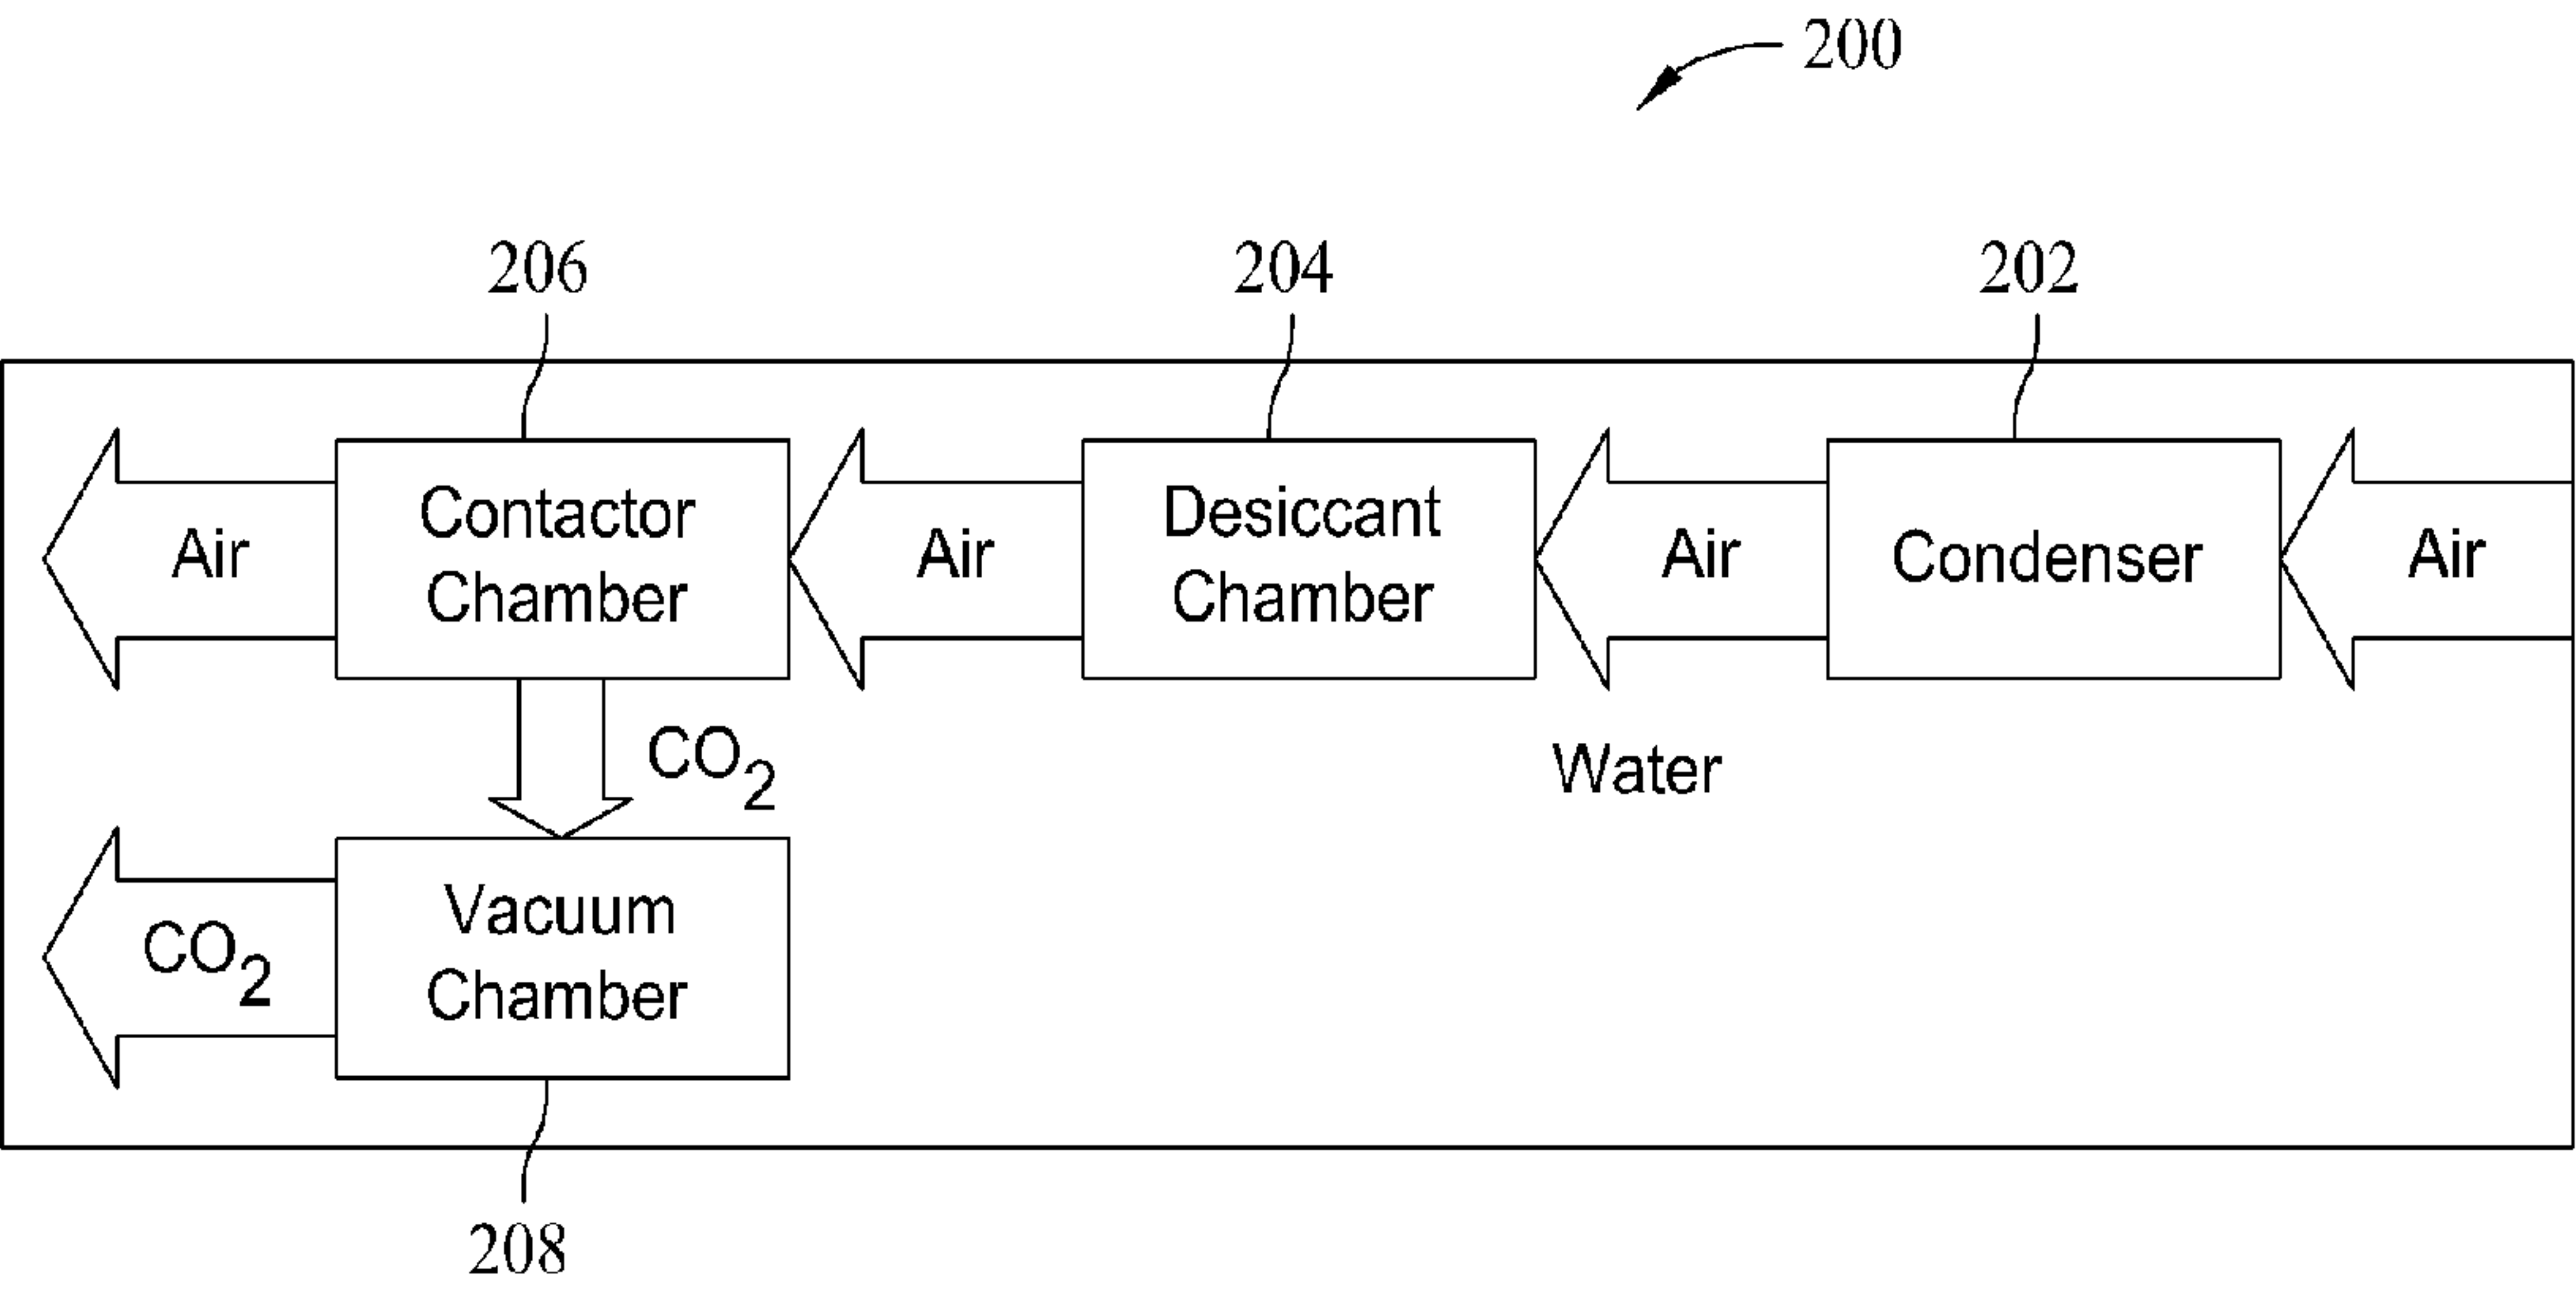 200
206
204
202
Air
Contactor
Chamber
Air
Desiccant
Chamber
Air
Condenser
Air
CO2
Water
CO2
Vacuum
Chamber
208